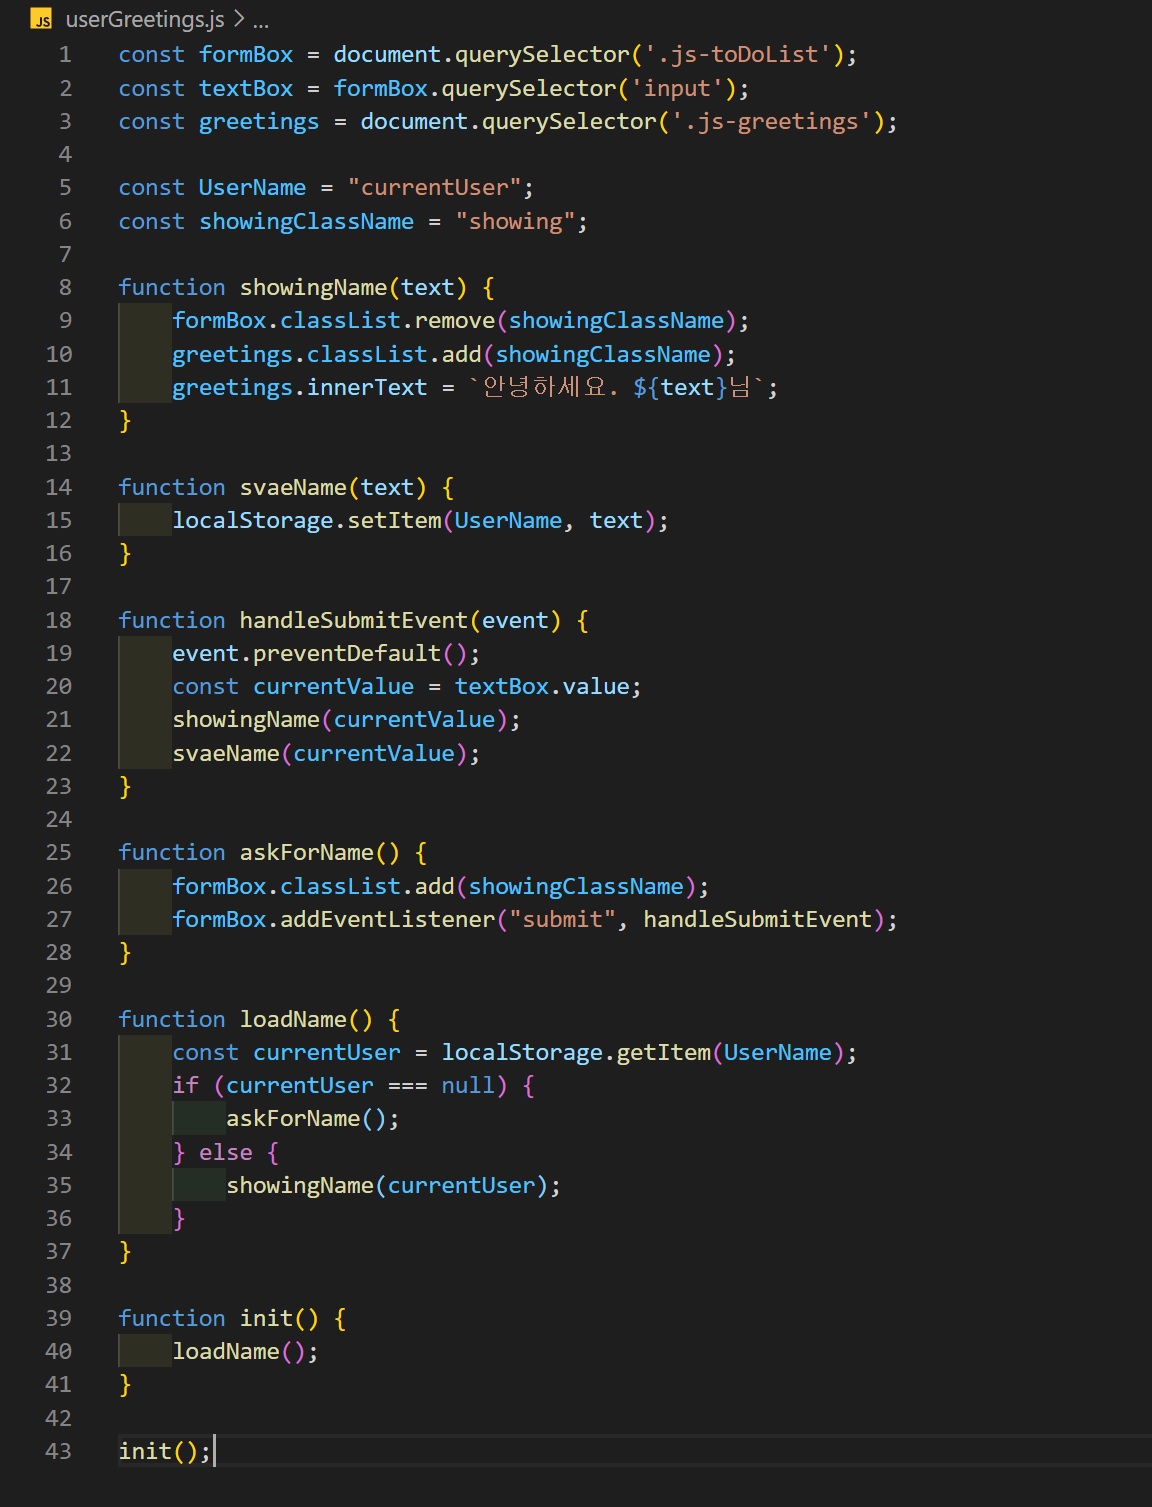 JS userGreetings.js > ...
1 const formBox = document.querySelector('.js-toDoList');
2 const textBox = formBox.querySelector('input');
3 const greetings = document.querySelector('.js-greetings');
4
5 const UserName = "currentUser";
6 const showingClassName = "showing";
7
8 function showingName(text) {
9     formBox.classList.remove(showingClassName);
10     greetings.classList.add(showingClassName);
11     greetings.innerText = `안녕하세요. ${text}님`;
12 }
13
14 function svaeName(text) {
15     localStorage.setItem(UserName, text);
16 }
17
18 function handleSubmitEvent(event) {
19     event.preventDefault();
20     const currentValue = textBox.value;
21     showingName(currentValue);
22     svaeName(currentValue);
23 }
24
25 function askForName() {
26     formBox.classList.add(showingClassName);
27     formBox.addEventListener("submit", handleSubmitEvent);
28 }
29
30 function loadName() {
31     const currentUser = localStorage.getItem(UserName);
32     if (currentUser === null) {
33         askForName();
34     } else {
35         showingName(currentUser);
36     }
37 }
38
39 function init() {
40     loadName();
41 }
42
43 init();